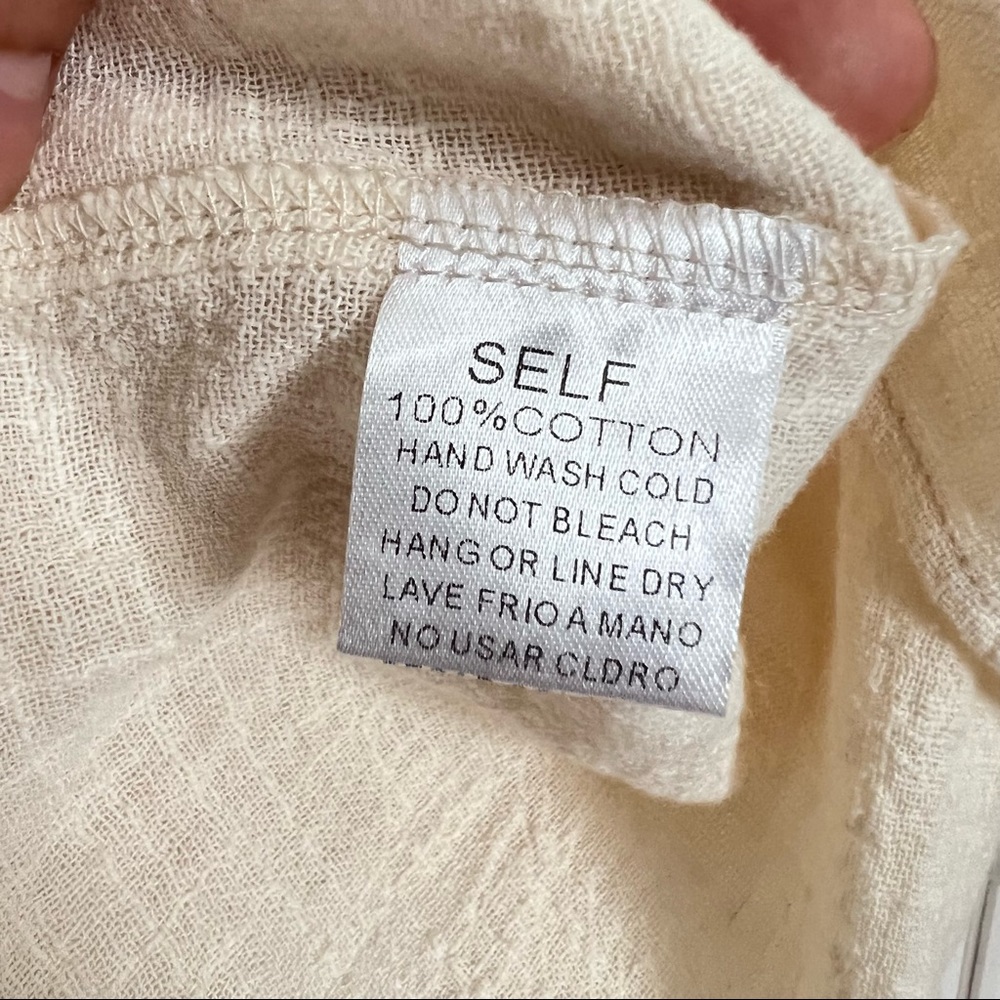 SELF
100%COTTON
HAND WASH COLD
DO NOT BLEACH
HANG OR LINE DRY
LAVE FRIO A MANO
NO USAR CLDRO